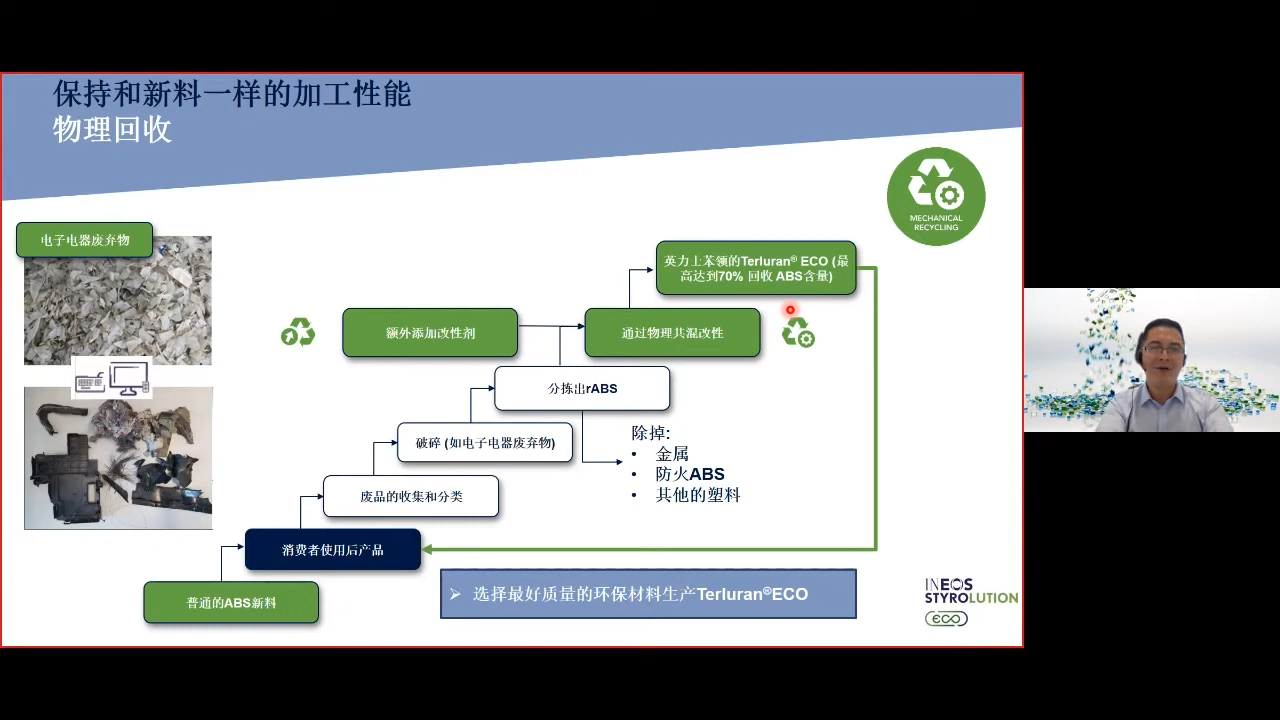 保持和新料一样的加工性能
物理回收
MECHANICAL
RECYCLING
电子电器废弃物
英力士苯领的Terluran® ECO (最
高达到70% 回收 ABS含量)
额外添加改性剂
通过物理共混改性
分拣出rABS
破碎 (如电子电器废弃物)
除掉:
• 金属
• 防火ABS
• 其他的塑料
废品的收集和分类
消费者使用后产品
普通的ABS新料
➢ 选择最好质量的环保材料生产Terluran®ECO
INEOS
STYROLUTION
eco